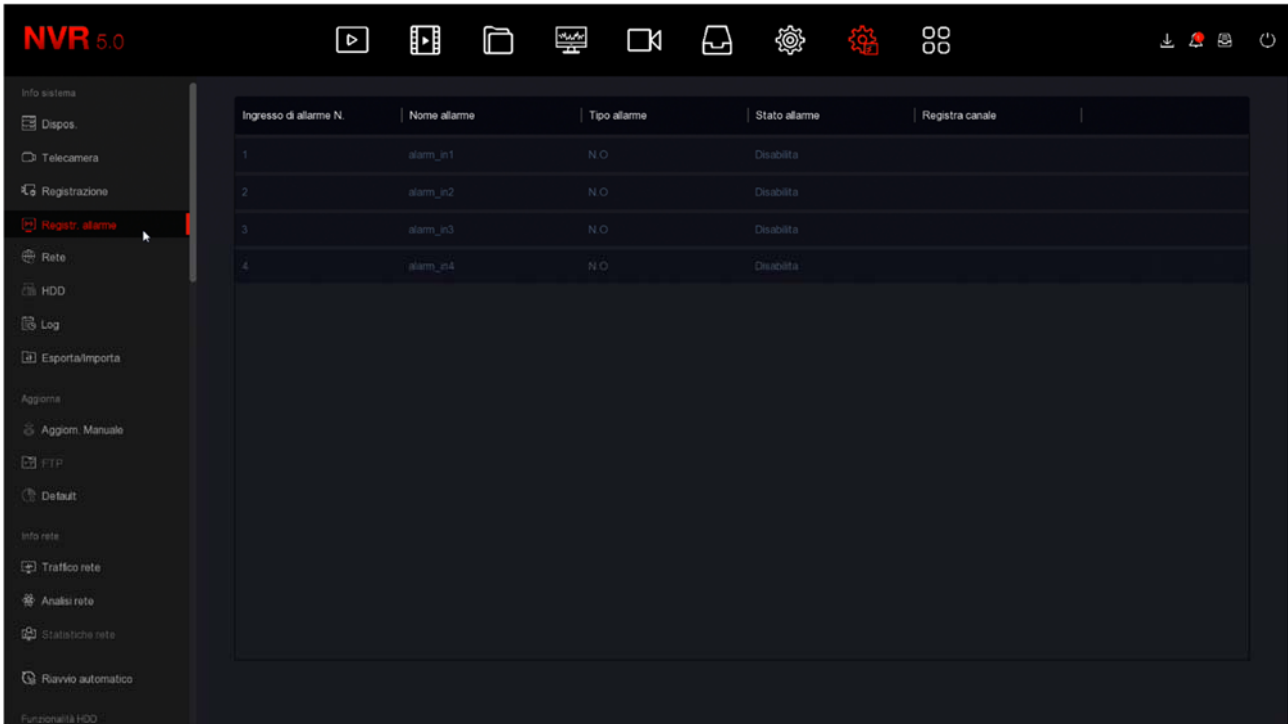 NVR 5.0
Info sistema
Dispos.
Telecamera
Registrazione
Registr. allarme
Rete
HDD
Log
Esporta/Importa
Aggiorna
Aggiorn. Manuale
FTP
Default
Info rete
Traffico rete
Analisi rete
Statistiche rete
Riavvio automatico
Funzionalità HDD
Ingresso di allarme N. Nome allarme Tipo allarme Stato allarme Registra canale
1 alarm_in1 N.O Disabilita
2 alarm_in2 N.O Disabilita
3 alarm_in3 N.O Disabilita
4 alarm_in4 N.O Disabilita